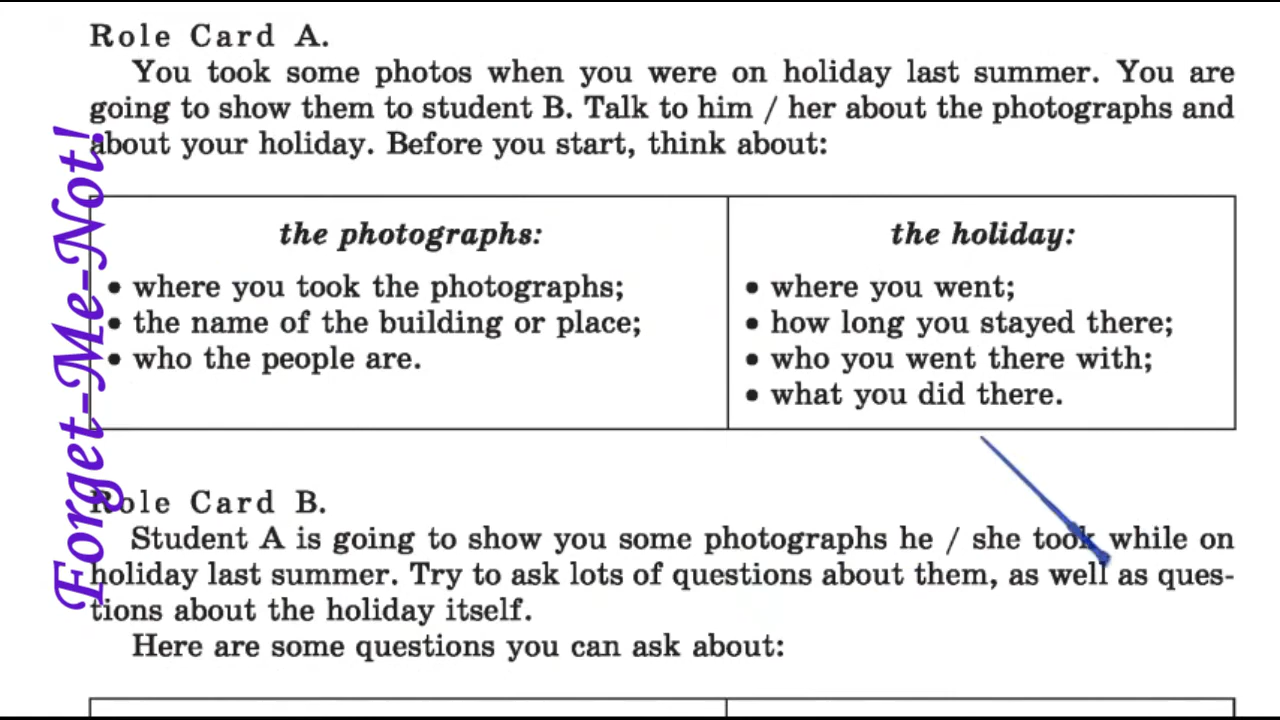 Role Card A.
You took some photos when you were on holiday last summer. You are
going to show them to student B. Talk to him / her about the photographs and
about your holiday. Before you start, think about:
the photographs:
• where you took the photographs;
• the name of the building or place;
• who the people are.
the holiday:
• where you went;
• how long you stayed there;
• who you went there with;
• what you did there.
Forget-Me-Not!
Role Card B.
Student A is going to show you some photographs he / she took while on
holiday last summer. Try to ask lots of questions about them, as well as ques-
tions about the holiday itself.
Here are some questions you can ask about: